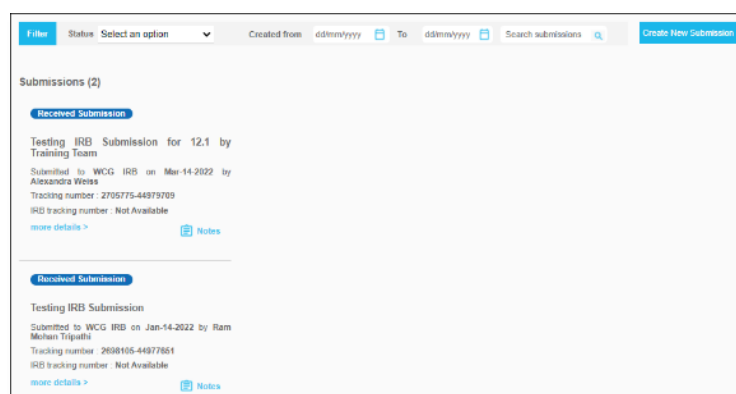 Filter Status Select an option Created from dd/mm/yyyy To dd/mm/yyyy Search submissions Create New Submission
Submissions (2)
Received Submission
Testing IRB Submission for 12.1 by
Training Team
Submitted to WCG IRB on Mar-14-2022 by
Alexandra Weiss
Tracking number : 2705775-44979709
IRB tracking number : Not Available
more details > Notes
Received Submission
Testing IRB Submission
Submitted to WCG IRB on Jan-14-2022 by Ram
Mohan Tripathi
Tracking number : 2698105-44977651
IRB tracking number : Not Available
more details > Notes